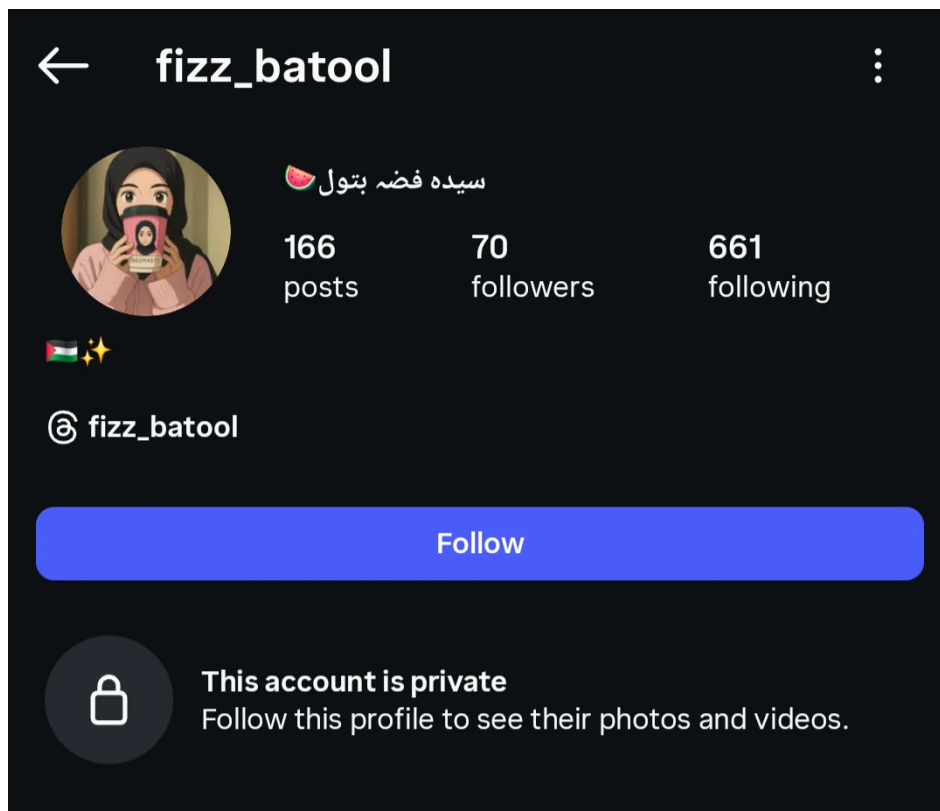 fizz_batool
سیدہ فضہ بتول🍉
166 70 661
posts followers following
🇵🇸✨
fizz_batool
Follow
This account is private
Follow this profile to see their photos and videos.